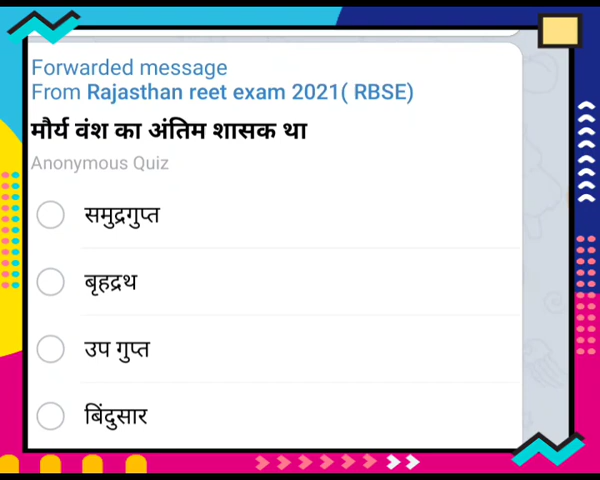 Forwarded message
From Rajasthan reet exam 2021( RBSE)
मौर्य वंश का अंतिम शासक था
Anonymous Quiz
समुद्रगुप्त
बृहद्रथ
उप गुप्त
बिंदुसार